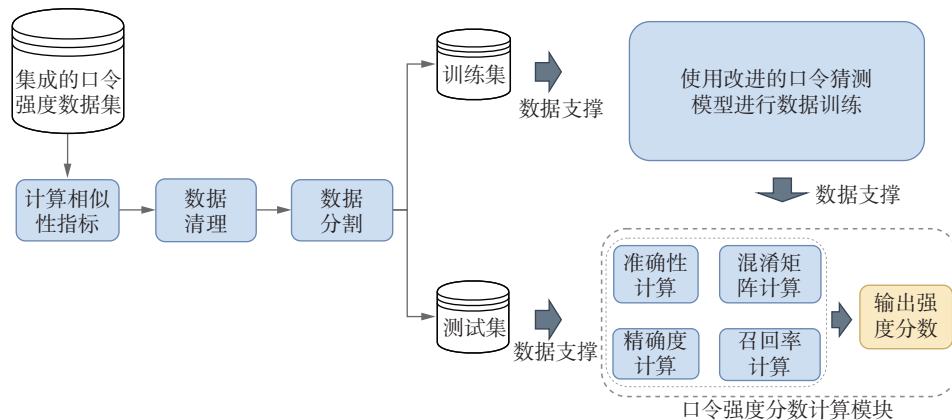 集成的口令
强度数据集
计算相似
性指标
数据
清理
数据
分割
训练集
数据支撑
使用改进的口令猜测
模型进行数据训练
数据支撑
测试集
数据支撑
准确性
计算
混淆矩
阵计算
精确度
计算
召回率
计算
输出强
度分数
口令强度分数计算模块